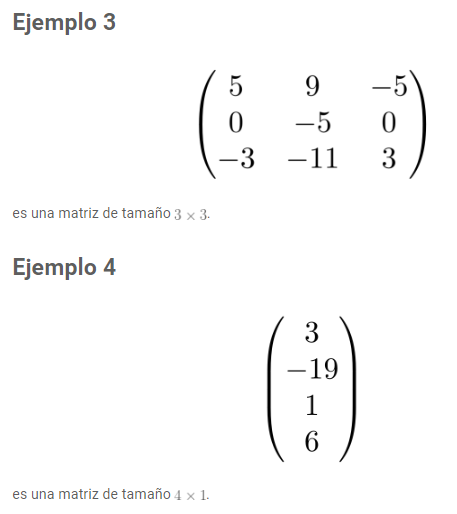 Ejemplo 3
5 9 −5
0 −5 0
−3 −11 3
es una matriz de tamaño 3 × 3.
Ejemplo 4
3
−19
1
6
es una matriz de tamaño 4 × 1.